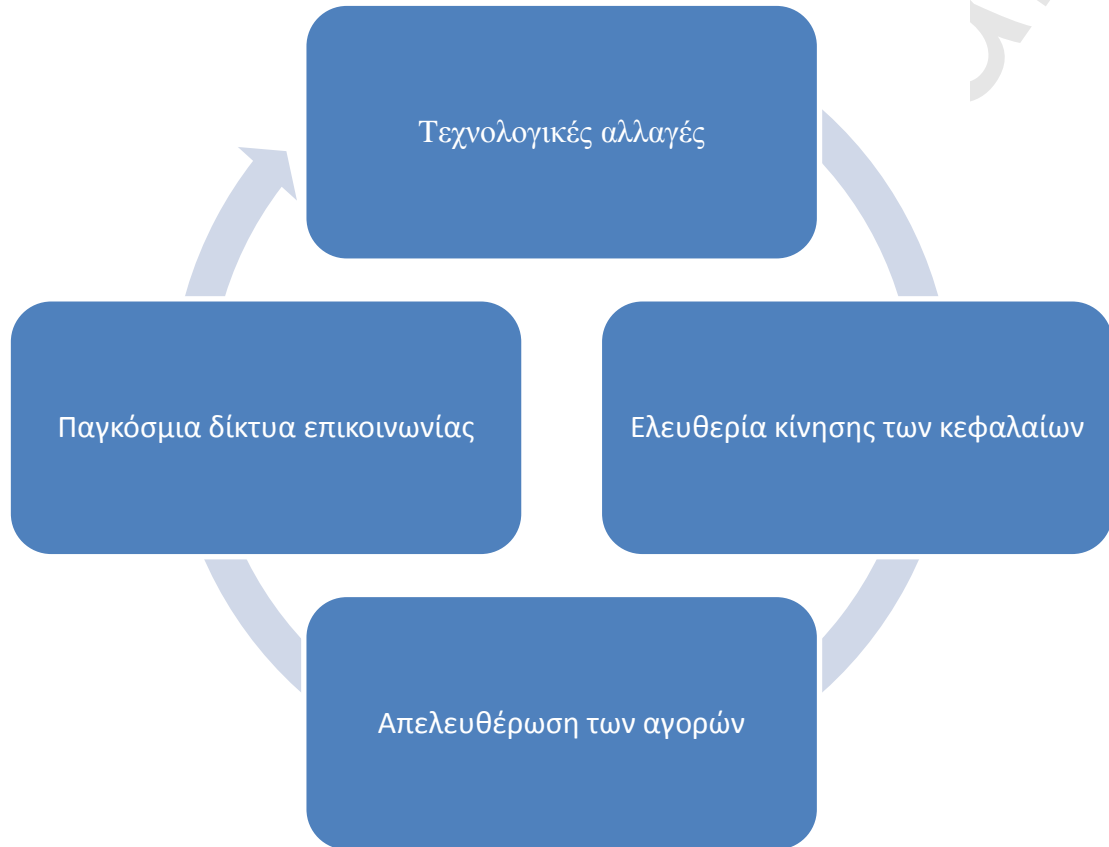 Τεχνολογικές αλλαγές
Ελευθερία κίνησης των κεφαλαίων
Απελευθέρωση των αγορών
Παγκόσμια δίκτυα επικοινωνίας